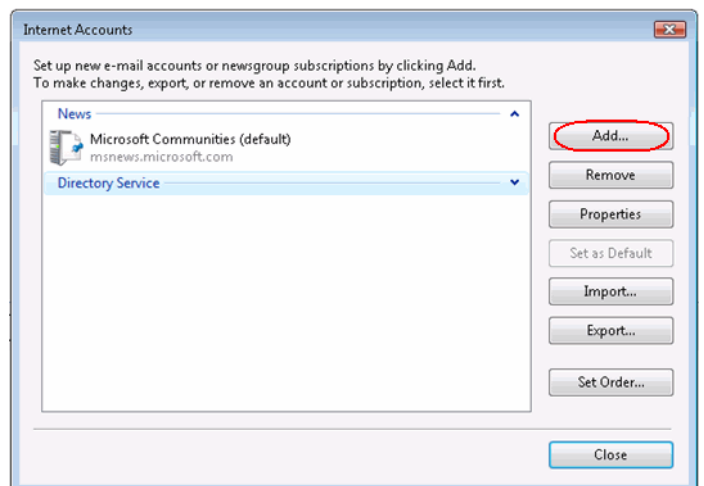 Internet Accounts
Set up new e-mail accounts or newsgroup subscriptions by clicking Add.
To make changes, export, or remove an account or subscription, select it first.
News
Microsoft Communities (default)
msnews.microsoft.com
Directory Service
Add...
Remove
Properties
Set as Default
Import...
Export...
Set Order...
Close